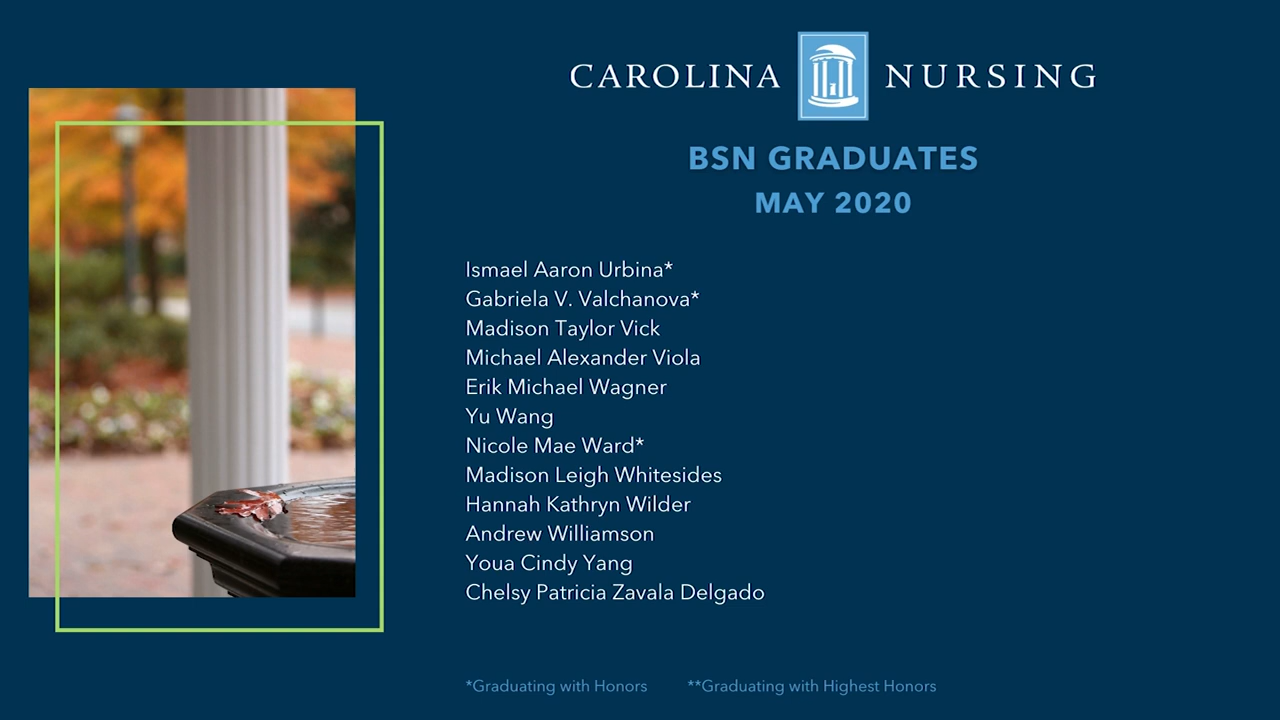 CAROLINA NURSING
BSN GRADUATES
MAY 2020
Ismael Aaron Urbina*
Gabriela V. Valchanova*
Madison Taylor Vick
Michael Alexander Viola
Erik Michael Wagner
Yu Wang
Nicole Mae Ward*
Madison Leigh Whitesides
Hannah Kathryn Wilder
Andrew Williamson
Youa Cindy Yang
Chelsy Patricia Zavala Delgado
*Graduating with Honors **Graduating with Highest Honors